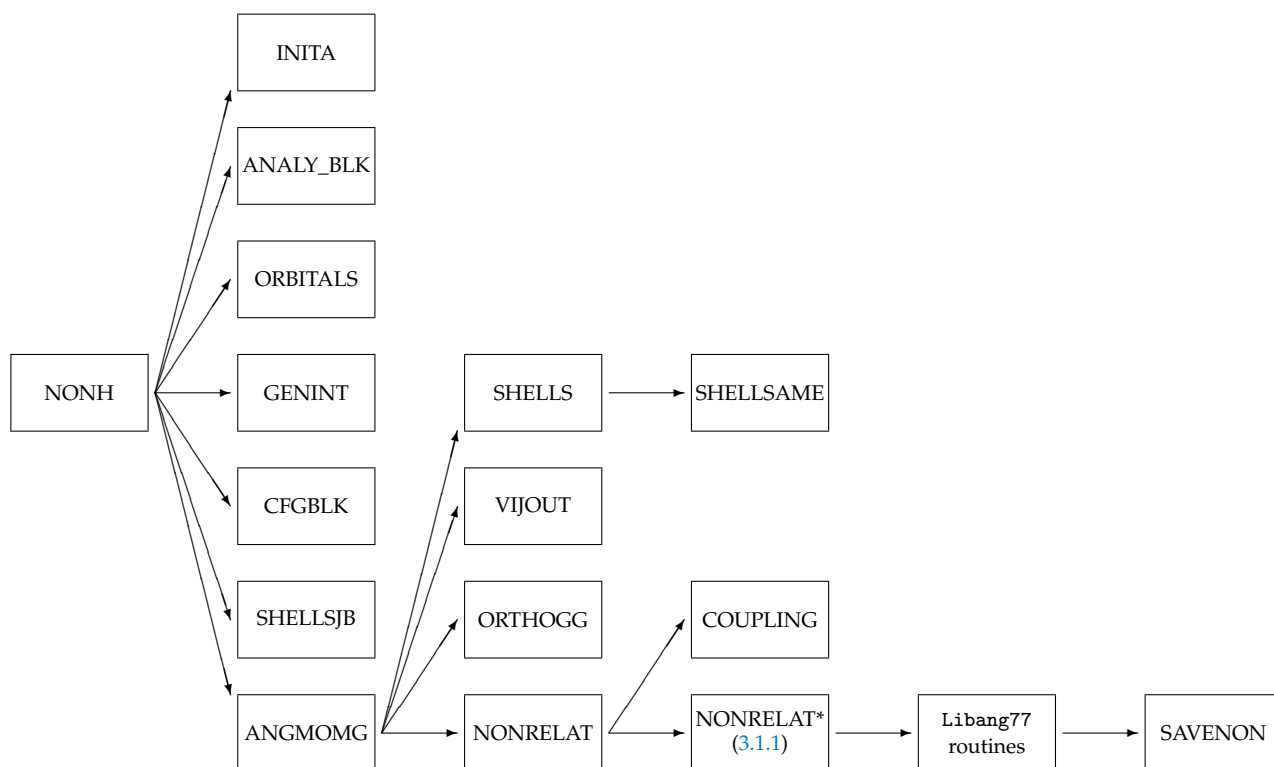 INITA
ANALY_BLK
ORBITALS
NONH
GENINT
SHELLS
SHELLSAME
CFGBLK
VIJOUT
SHELLSJB
ORTHOGG
COUPLING
ANGMOMG
NONRELAT
NONRELAT*
(3.1.1)
Libang77
routines
SAVENON